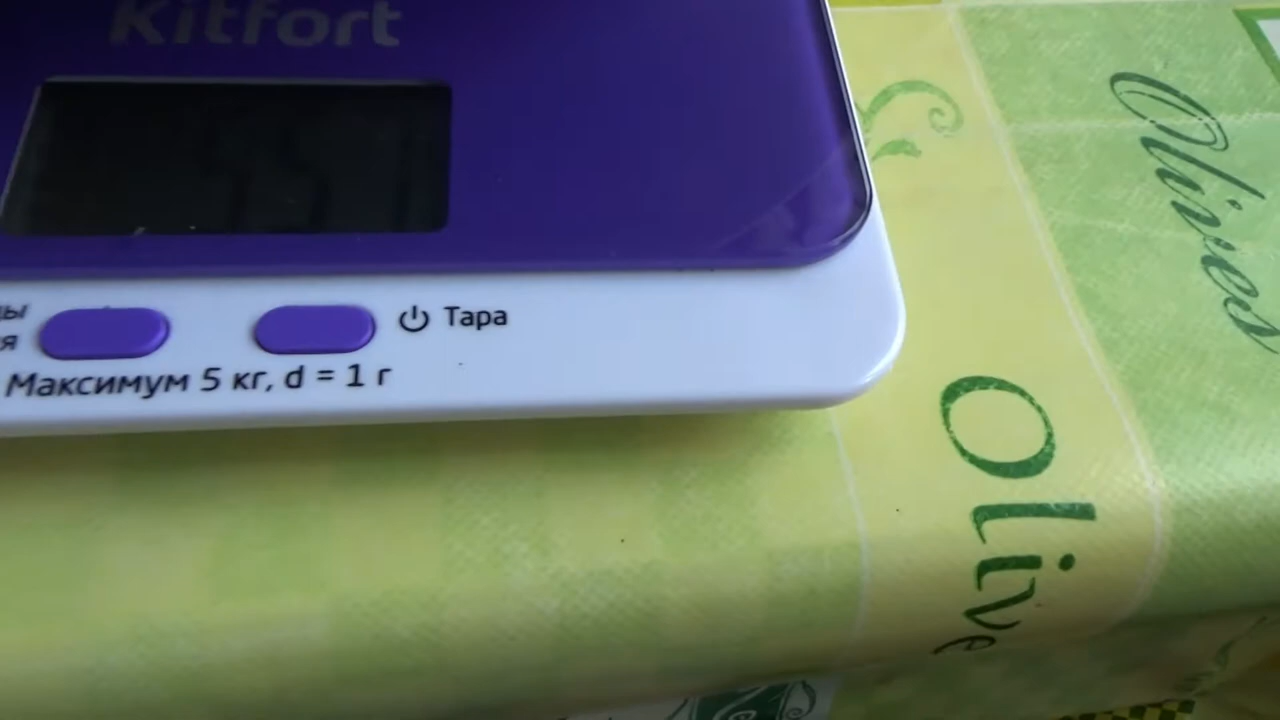 Kitfort
Тара
Максимум 5 кг, d = 1 г
Olives
Olive